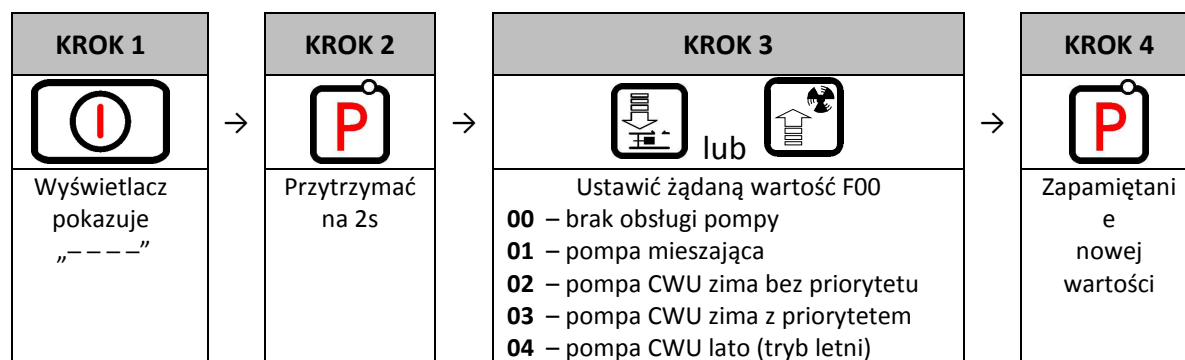 KROK 1
KROK 2
KROK 3
KROK 4
P
lub
P
Wyświetlacz
pokazuje
„– – – –”
Przytrzymać
na 2s
Ustawić żądaną wartość F00
00 – brak obsługi pompy
01 – pompa mieszająca
02 – pompa CWU zima bez priorytetu
03 – pompa CWU zima z priorytetem
04 – pompa CWU lato (tryb letni)
Zapamiętani
e
nowej
wartości